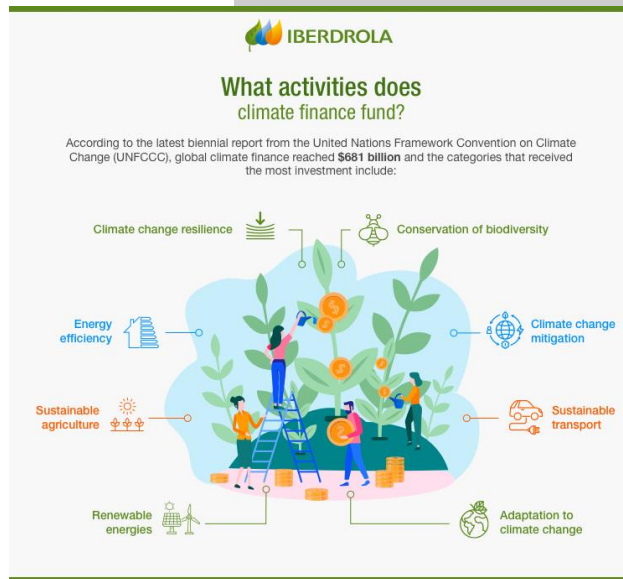 IBERDROLA
What activities does
climate finance fund?
According to the latest biennial report from the United Nations Framework Convention on Climate
Change (UNFCCC), global climate finance reached $681 billion and the categories that received
the most investment include:
Climate change resilience
Conservation of biodiversity
Energy
efficiency
Climate change
mitigation
Sustainable
agriculture
Sustainable
transport
Renewable
energies
Adaptation to
climate change